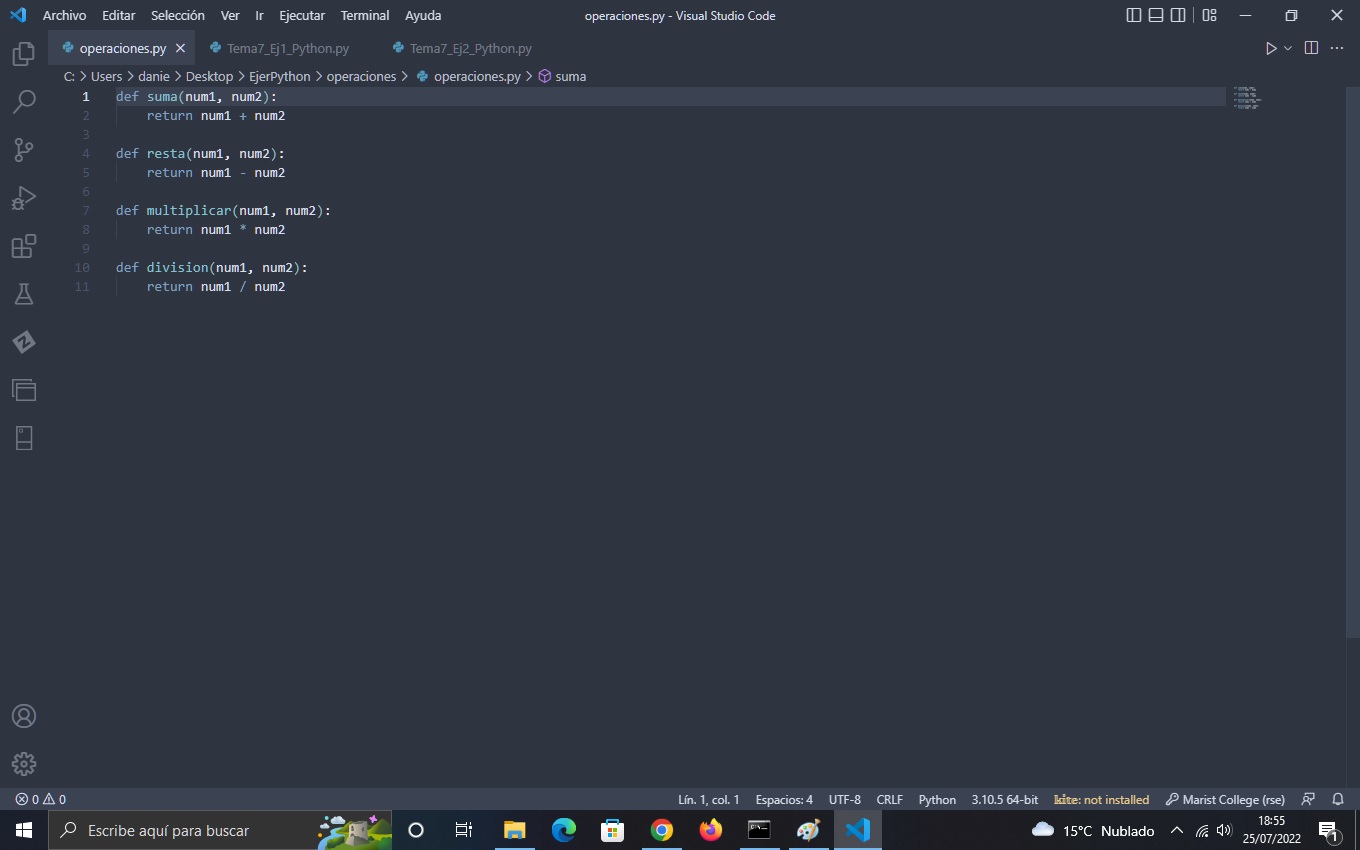 Archivo Editar Selección Ver Ir Ejecutar Terminal Ayuda operaciones.py - Visual Studio Code
operaciones.py Tema7_Ej1_Python.py Tema7_Ej2_Python.py
C: > Users > danie > Desktop > EjerPython > operaciones > operaciones.py > suma
1 def suma(num1, num2):
2 return num1 + num2
3
4 def resta(num1, num2):
5 return num1 - num2
6
7 def multiplicar(num1, num2):
8 return num1 * num2
9
10 def division(num1, num2):
11 return num1 / num2
0 0 Lín. 1, col. 1 Espacios: 4 UTF-8 CRLF Python 3.10.5 64-bit kite: not installed Marist College (rse)
Escribe aquí para buscar 15°C Nublado 18:55
25/07/2022 1